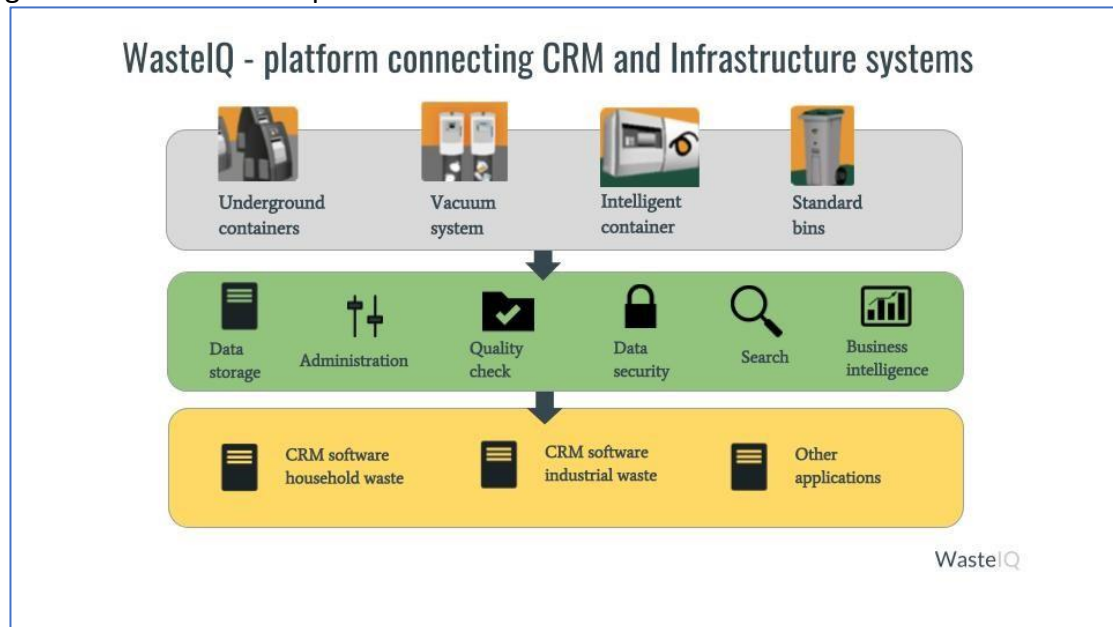 WasteIQ - platform connecting CRM and Infrastructure systems
Underground
containers
Vacuum
system
Intelligent
container
Standard
bins
Data
storage
Administration
Quality
check
Data
security
Search
Business
intelligence
CRM software
household waste
CRM software
industrial waste
Other
applications
WasteIQ